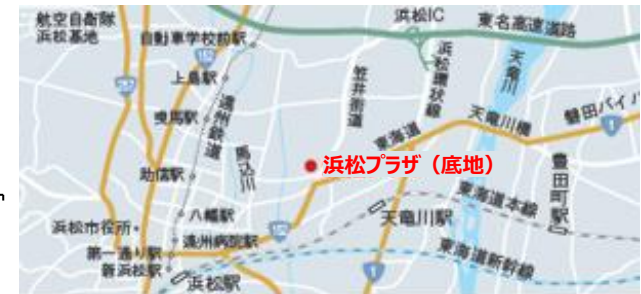 航空自衛隊
浜松基地
自動車学校前駅
浜松IC
東名高速道路
上島駅
浜松環状線
笠井街道
天竜川
曳馬駅
遠州鉄道
馬込川
東海道
天竜川橋
磐田バイパ
1
助信駅
浜松プラザ（底地）
豊田町駅
八幡駅
東海道本線
浜松市役所
天竜川駅
遠州病院駅
152
第一通り駅
新浜松駅
浜松駅
1
東海道新幹線